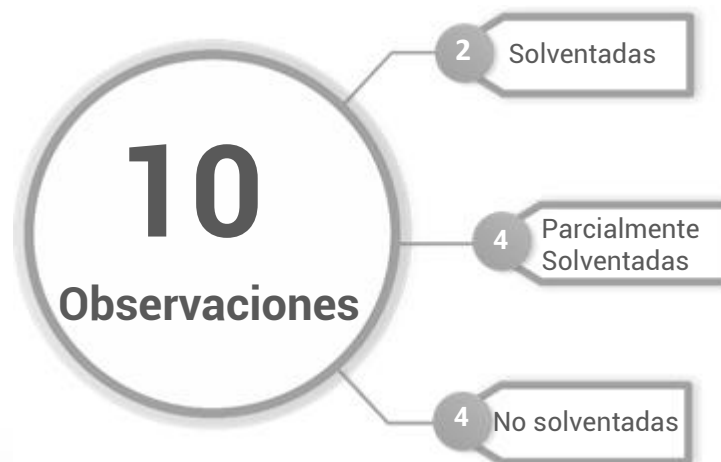 10
Observaciones
2
Solventadas
4
Parcialmente
Solventadas
4
No solventadas